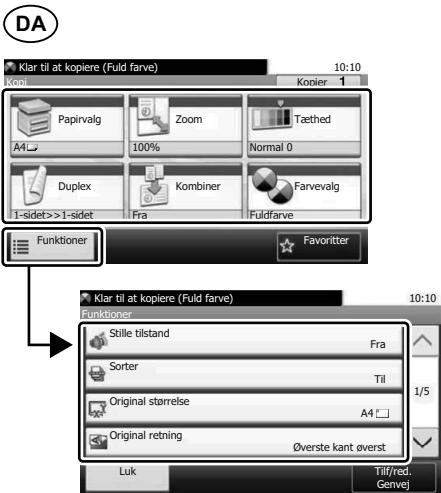 DA
Klar til at kopiere (Fuld farve) 10:10
Kopi Kopier 1
Papirvalg Zoom Tæthed
A4 100% Normal 0
Duplex Kombiner Farvevalg
1-sidet>>1-sidet Fra Fuldfarve
Funktioner Favoritter
Klar til at kopiere (Fuld farve) 10:10
Funktioner
Stille tilstand
Fra
Sorter
Til
1/5
Original størrelse
A4
Original retning
Øverste kant øverst
Luk Tilf/red.
Genvej